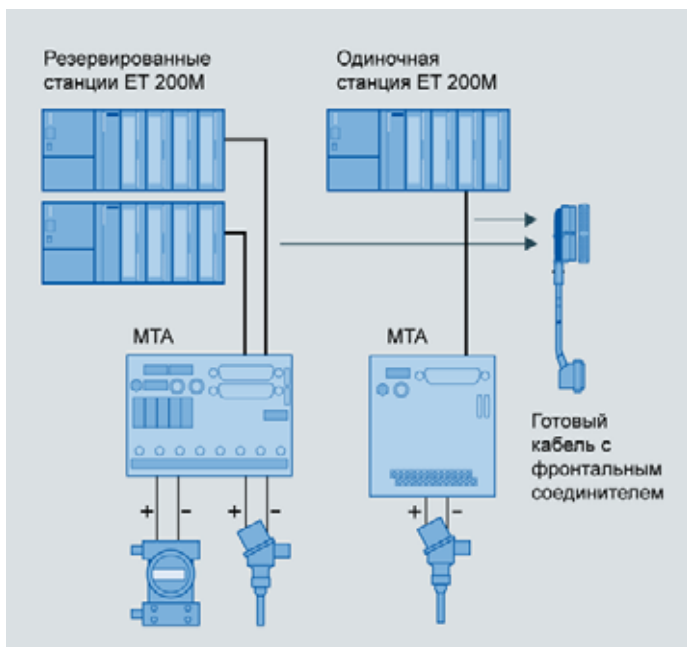 Резервированные
станции ET 200M
Одиночная
станция ET 200M
MTA
MTA
Готовый
кабель с
фронтальным
соединителем
+ - + -
+ -